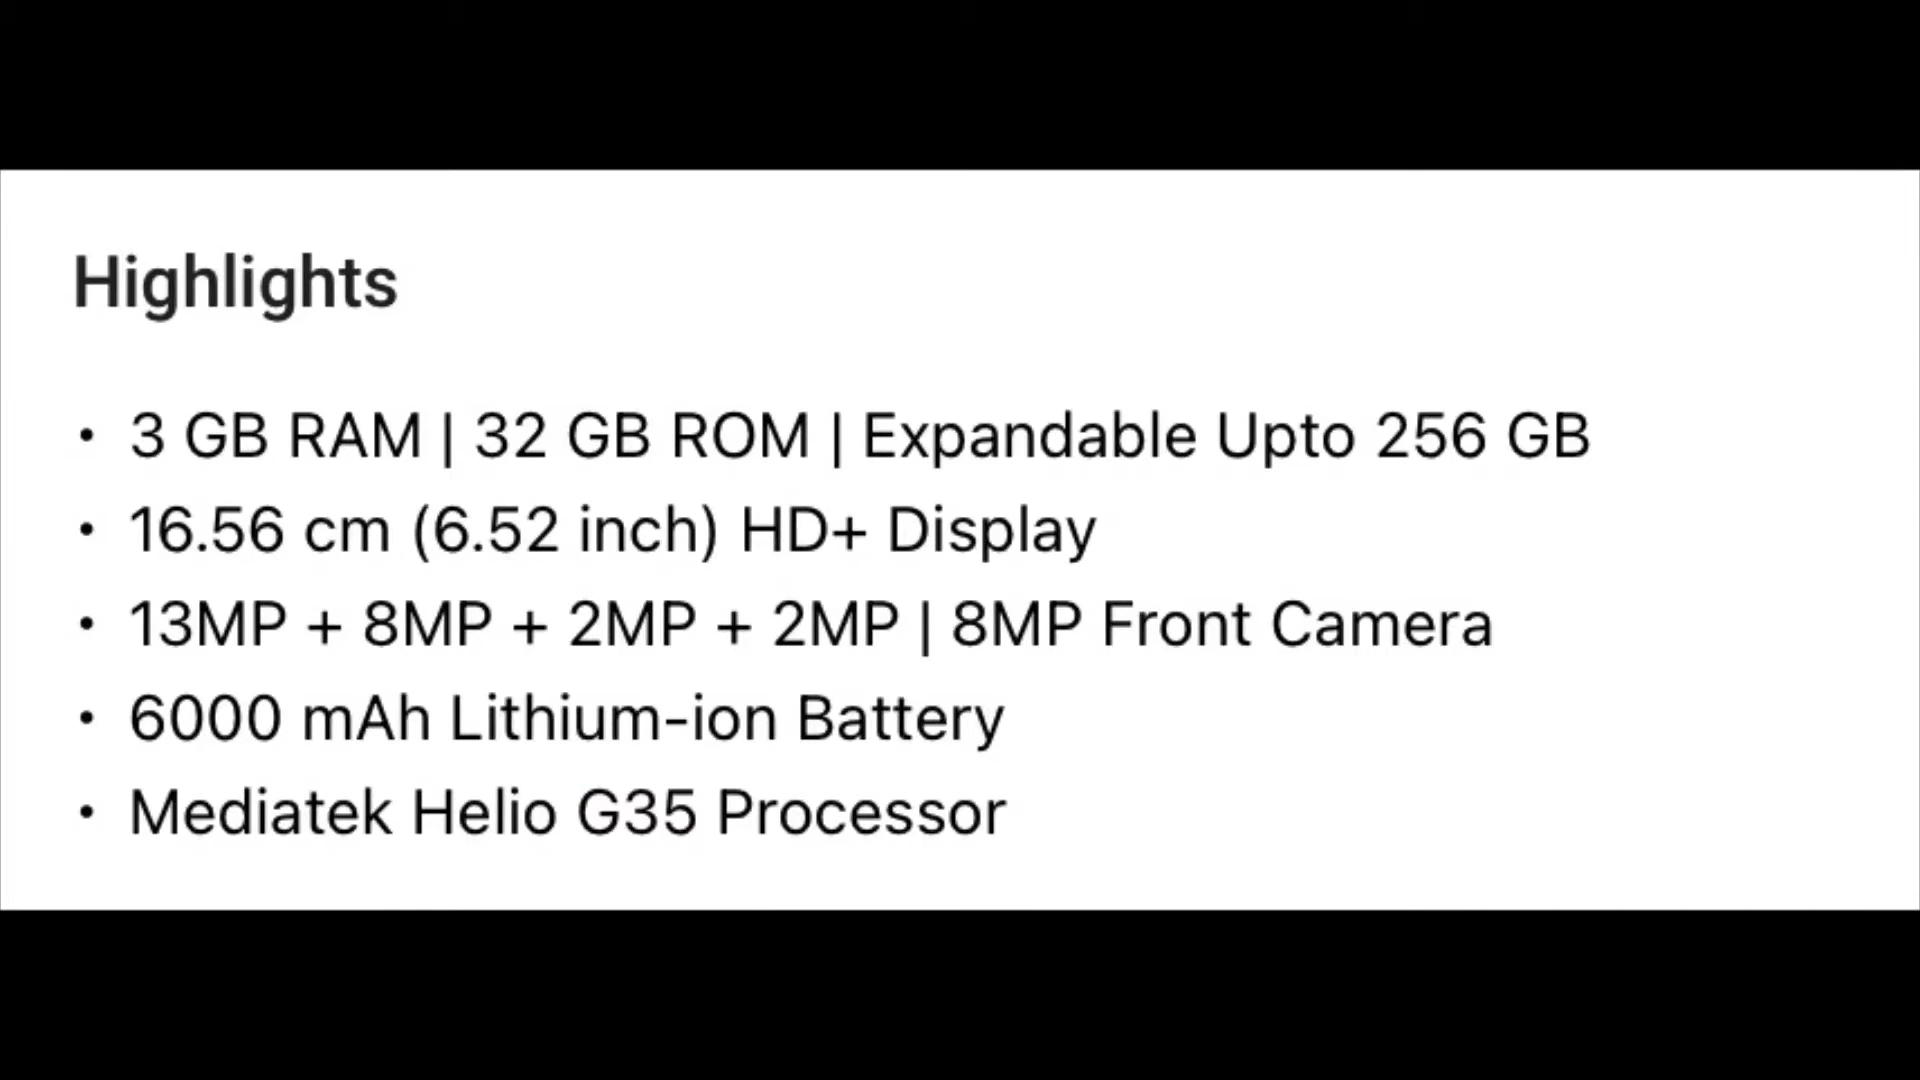 Highlights
• 3 GB RAM | 32 GB ROM | Expandable Upto 256 GB
• 16.56 cm (6.52 inch) HD+ Display
• 13MP + 8MP + 2MP + 2MP | 8MP Front Camera
• 6000 mAh Lithium-ion Battery
• Mediatek Helio G35 Processor